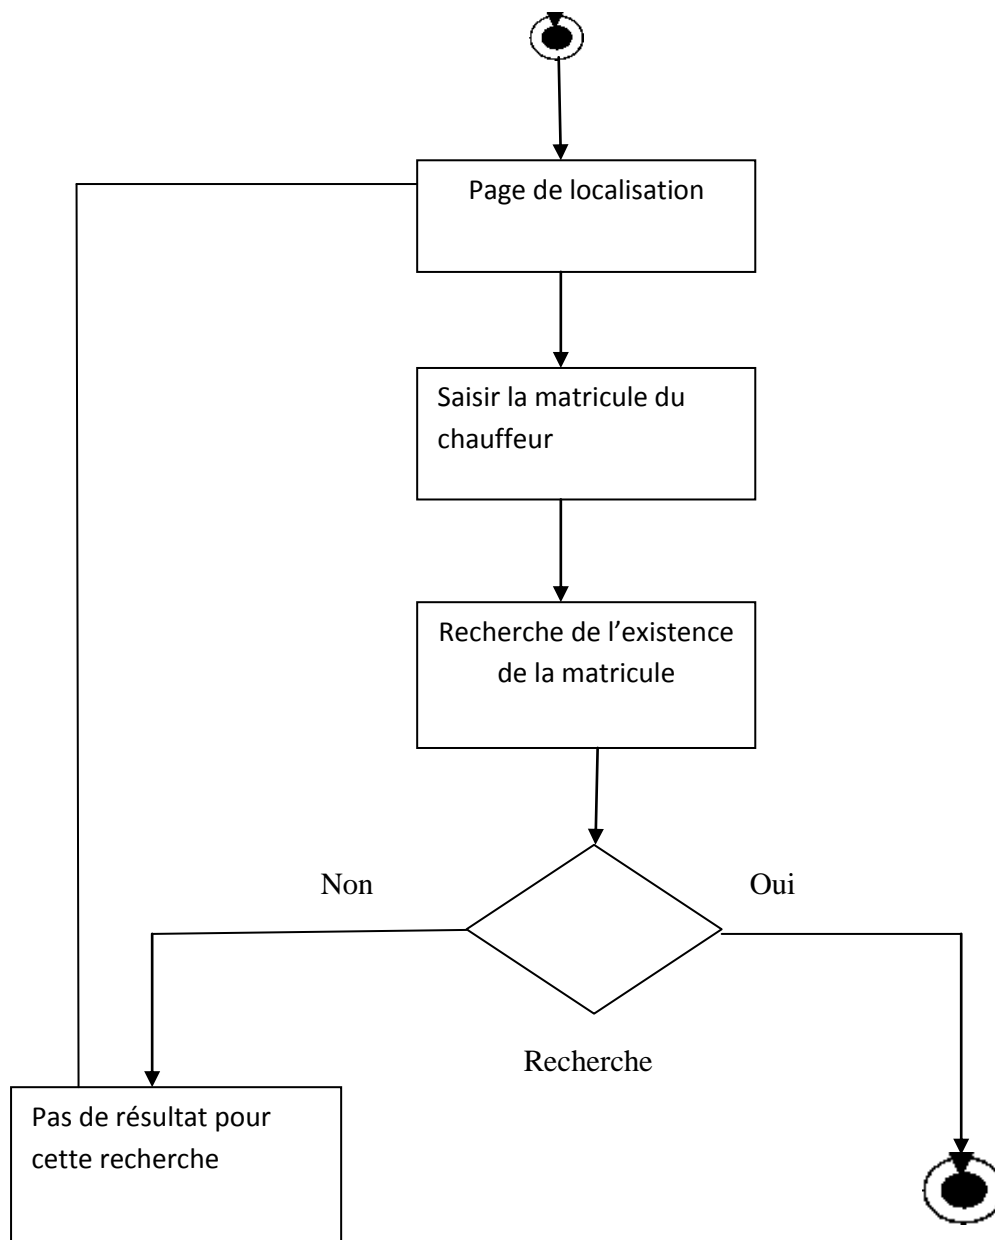 Page de localisation
Saisir la matricule du
chauffeur
Recherche de l’existence
de la matricule
Non
Oui
Recherche
Pas de résultat pour
cette recherche